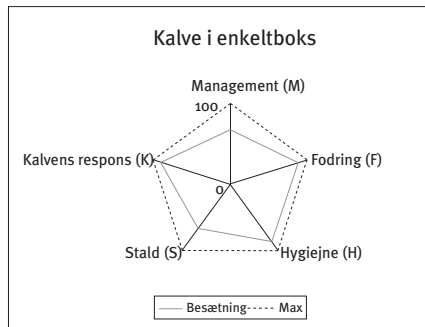 Kalve i enkeltboks
Management (M)
100
Kalvens respons (K)
Fodring (F)
0
Stald (S)
Hygiejne (H)
Besætning
Max